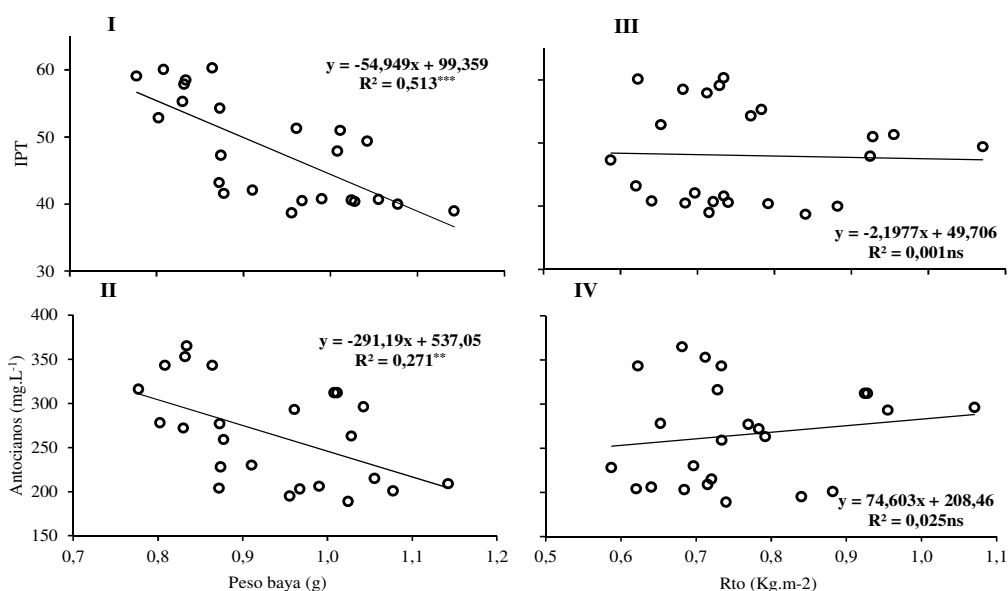 I
y = -54,949x + 99,359
R² = 0,513***
IPT
60
50
40
30
III
y = -2,1977x + 49,706
R² = 0,001ns
II
y = -291,19x + 537,05
R² = 0,271**
Antocianos (mg.L⁻¹)
400
350
300
250
200
150
0,7 0,8 0,9 1,0 1,1 1,2
Peso baya (g)
IV
y = 74,603x + 208,46
R² = 0,025ns
0,5 0,6 0,7 0,8 0,9 1,0 1,1
Rto (Kg.m-2)